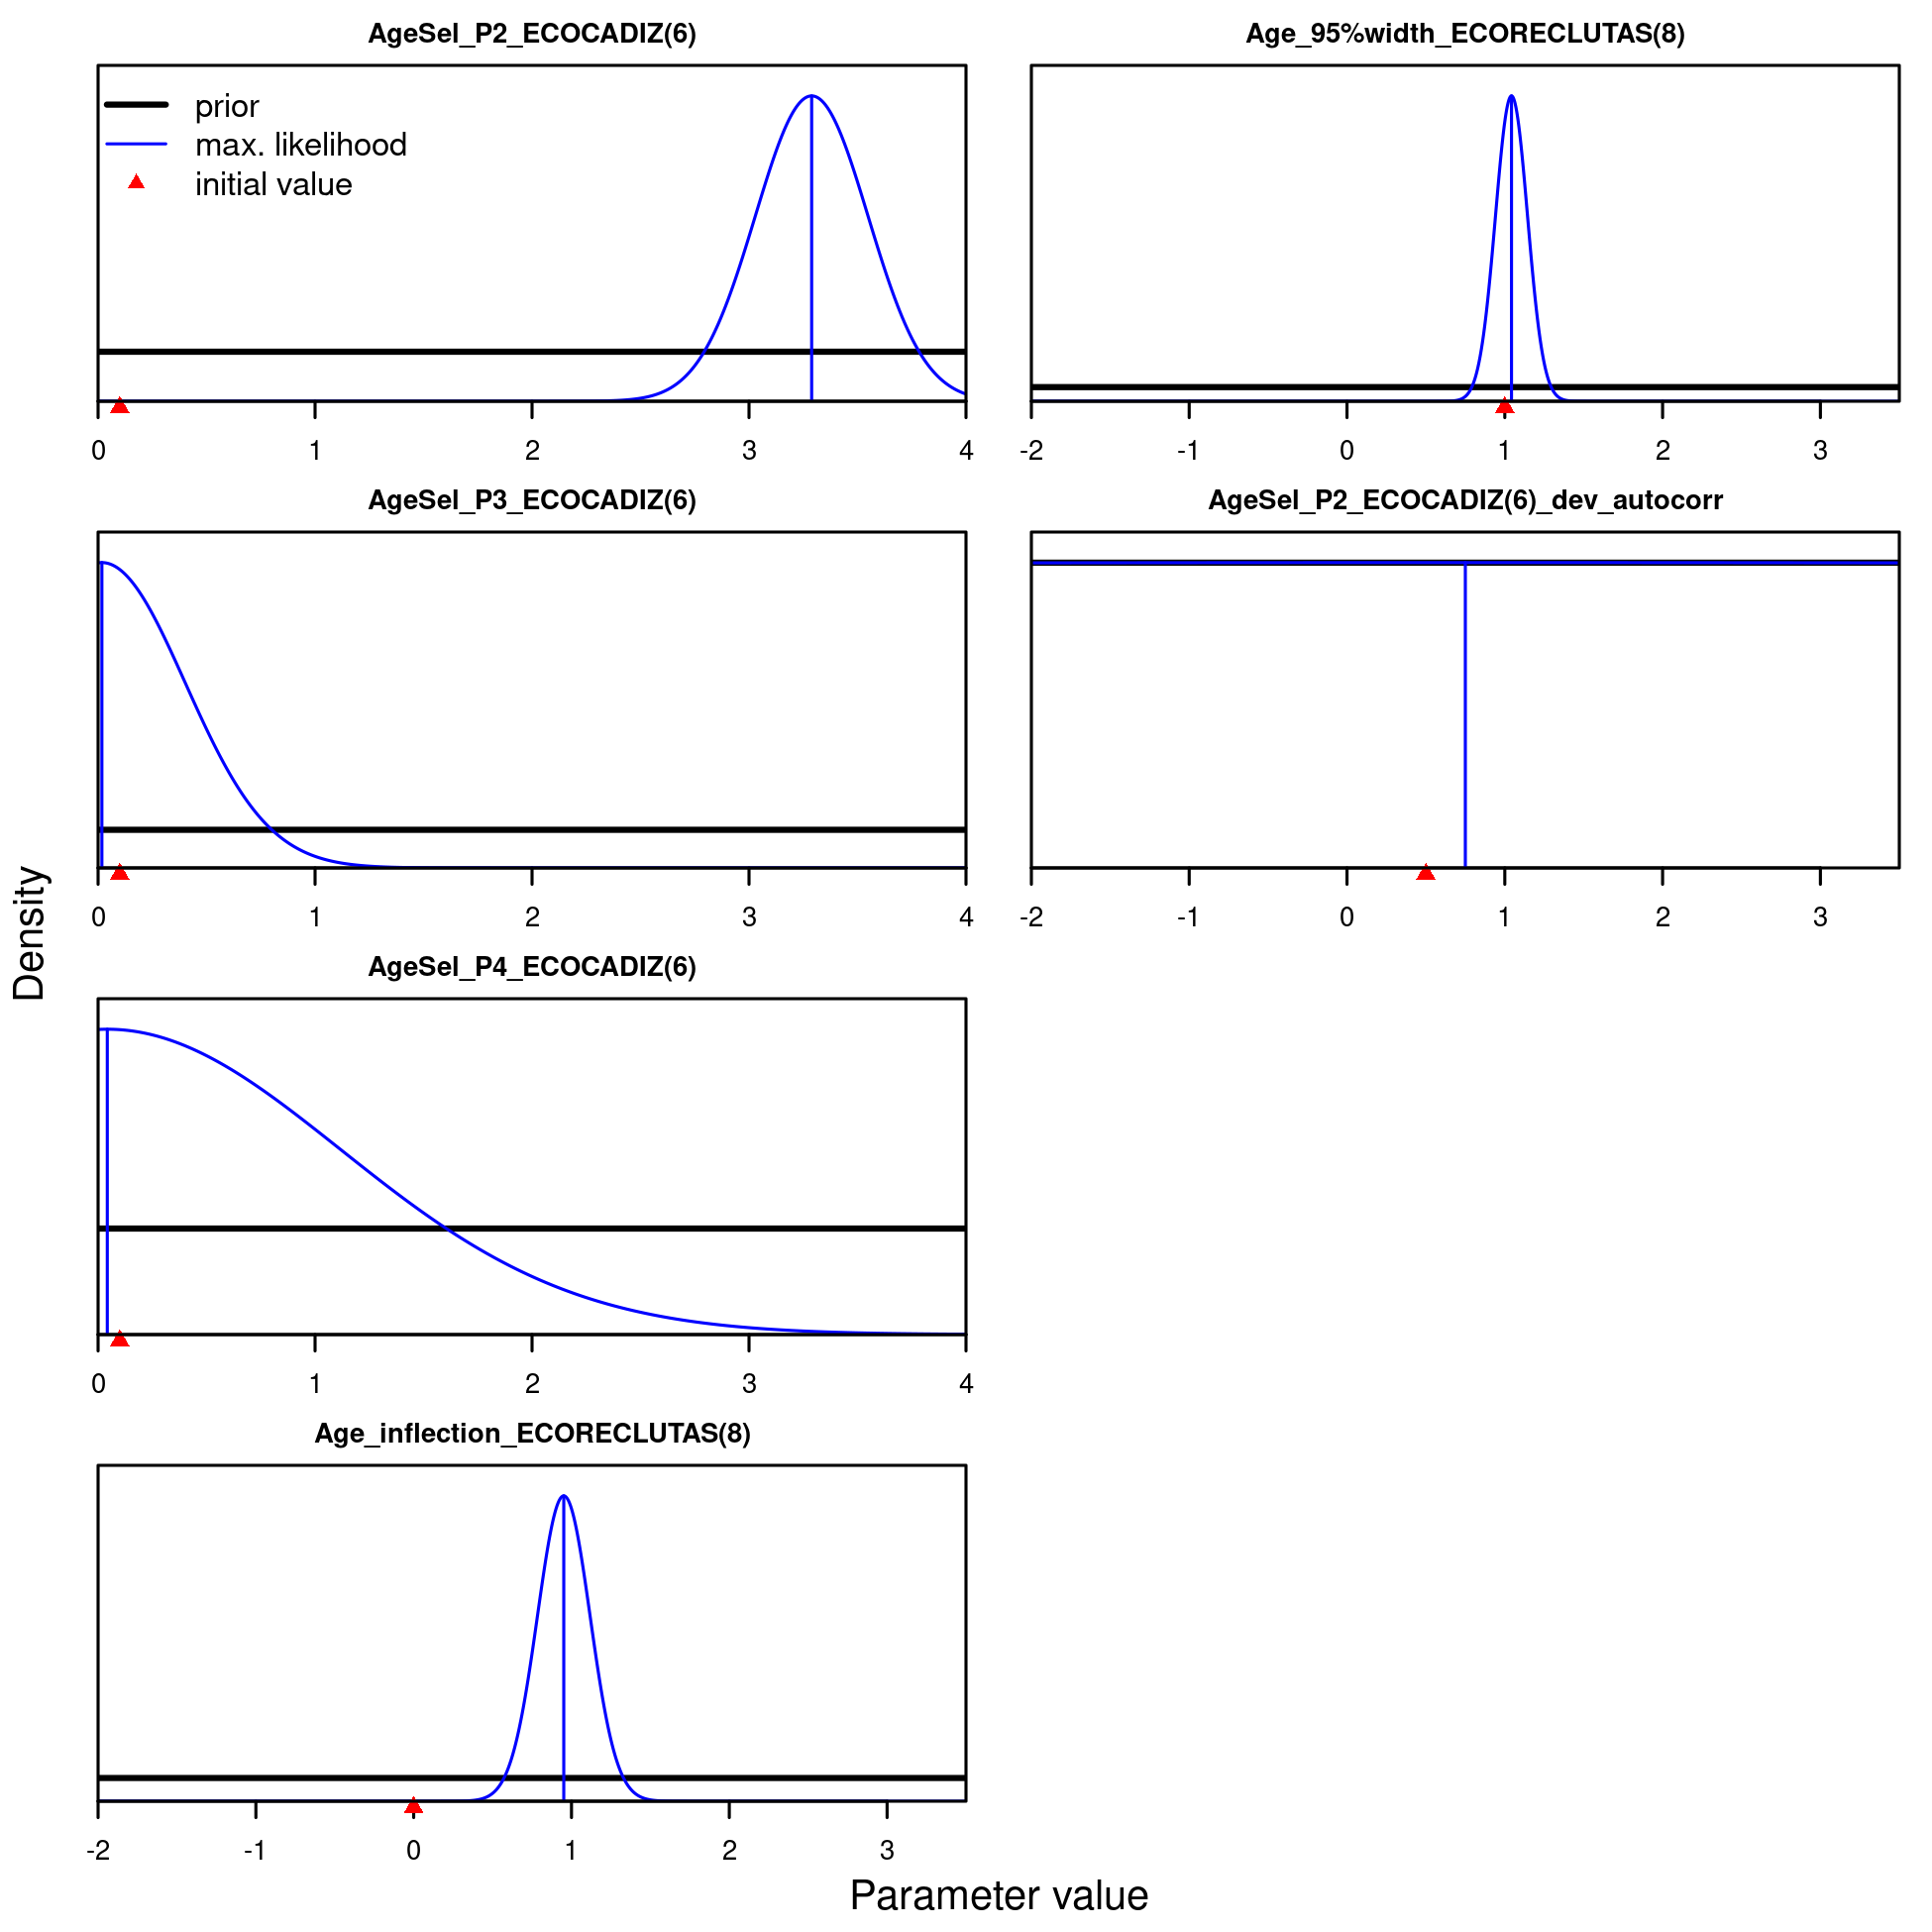 AgeSel_P2_ECOCADIZ(6)
prior
max. likelihood
initial value
0 1 2 3 4
Age_95%width_ECORECLUTAS(8)
-2 -1 0 1 2 3
AgeSel_P3_ECOCADIZ(6)
0 1 2 3 4
AgeSel_P2_ECOCADIZ(6)_dev_autocorr
-2 -1 0 1 2 3
AgeSel_P4_ECOCADIZ(6)
0 1 2 3 4
Age_inflection_ECORECLUTAS(8)
-2 -1 0 1 2 3
Density
Parameter value